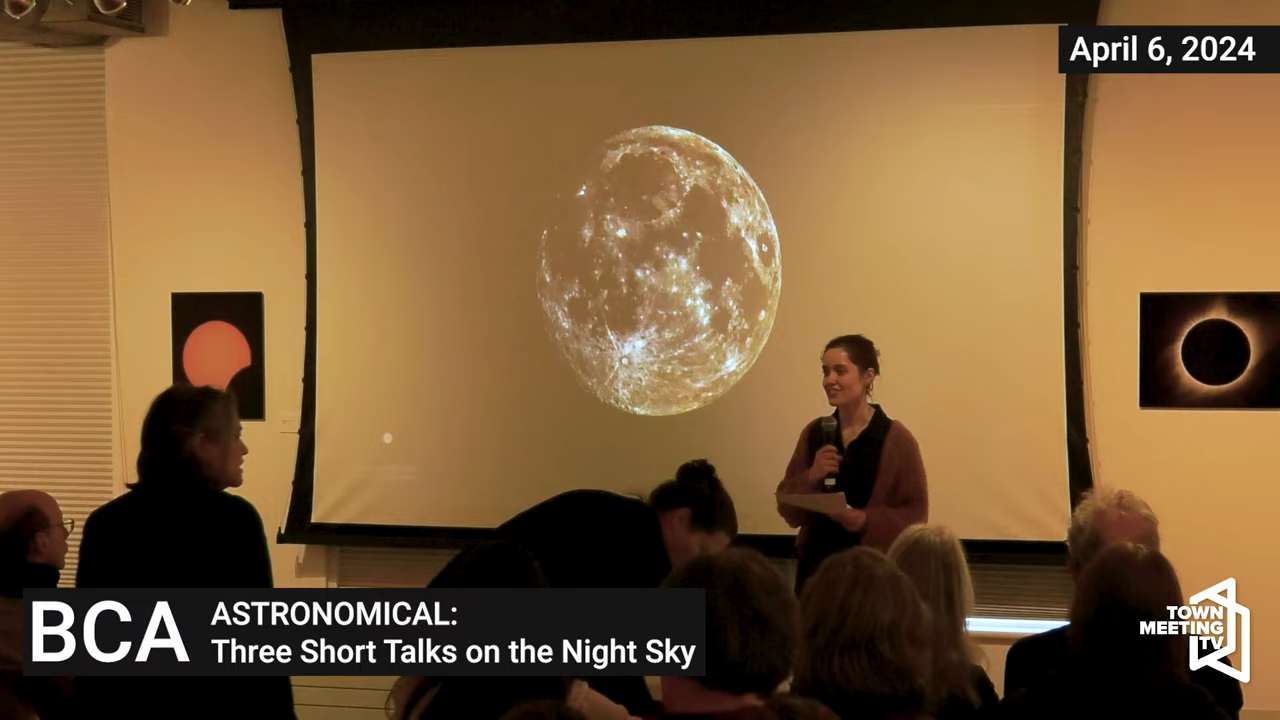 April 6, 2024
BCA
ASTRONOMICAL:
Three Short Talks on the Night Sky
TOWN
MEETING
TV